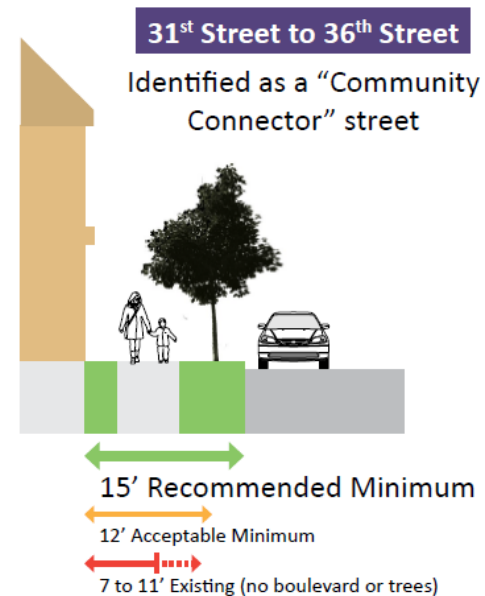 31st Street to 36th Street
Identified as a “Community
Connector” street
15’ Recommended Minimum
12’ Acceptable Minimum
7 to 11’ Existing (no boulevard or trees)